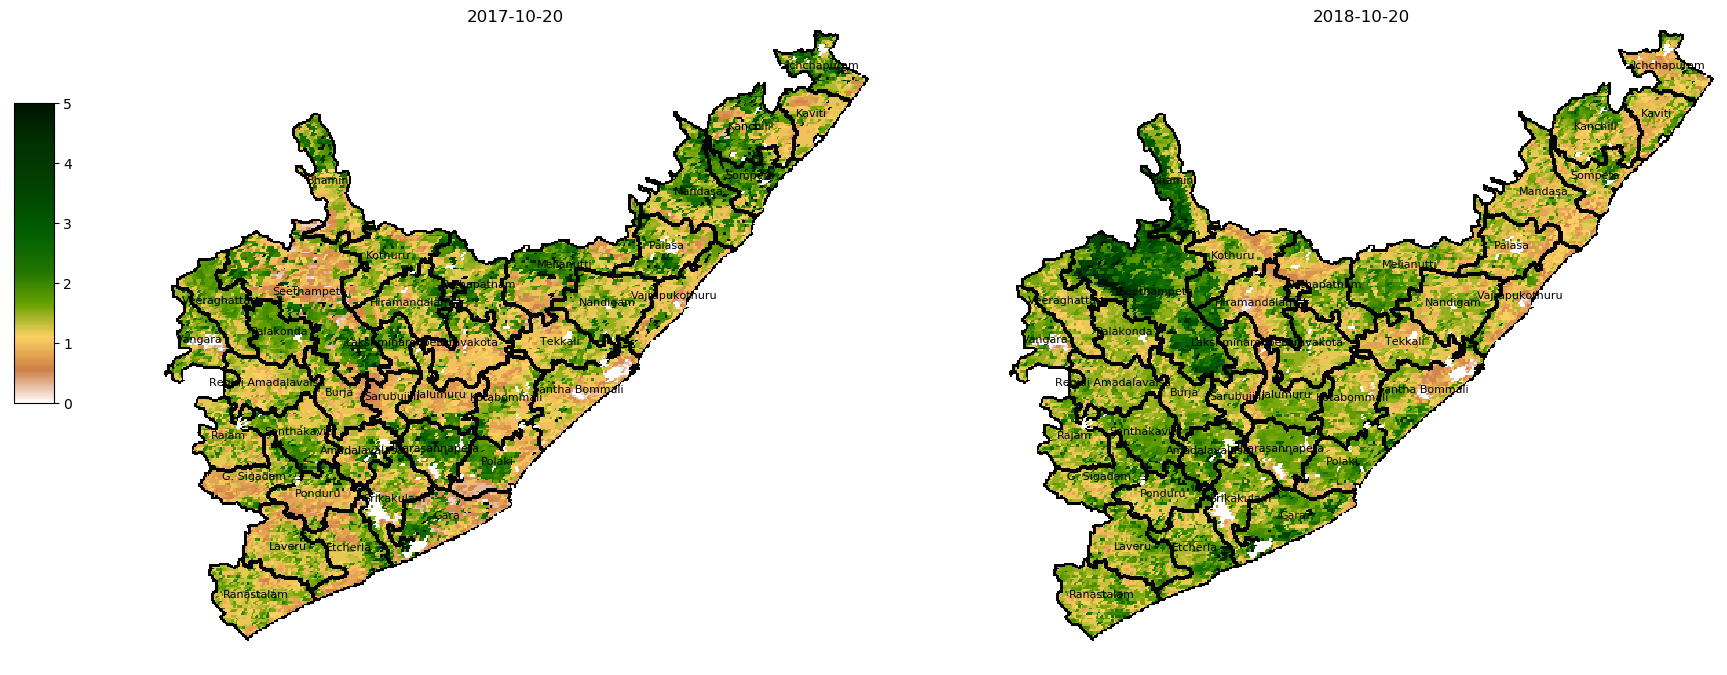 2017-10-20
2018-10-20
5
4
3
2
1
0
Ichchapuram
Kaviti
Kanchili
Sompeta
Mandasa
Bhamini
Palasa
Kothuru
Meliaputti
Seethampeta
Veeraghattam
Hiramandalam
Pathapatnam
Nandigam
Vajrapukothuru
Palakonda
Vangara
Tekkali
Regidi Amadalavalasa
Burja
Sarubujjili
Jalumuru
Kotabommali
Santha Bommali
Rajam
Santhakaviti
Amadalavalasa
Narasannapeta
Polaki
G. Sigadam
Ponduru
Srikakulam
Gara
Laveru
Etcherla
Ranastalam
Ichchapuram
Kaviti
Kanchili
Sompeta
Mandasa
Bhamini
Palasa
Kothuru
Meliaputti
Seethampeta
Veeraghattam
Hiramandalam
Pathapatnam
Nandigam
Vajrapukothuru
Palakonda
Vangara
Tekkali
Regidi Amadalavalasa
Burja
Sarubujjili
Jalumuru
Kotabommali
Santha Bommali
Rajam
Santhakaviti
Amadalavalasa
Narasannapeta
Polaki
G. Sigadam
Ponduru
Srikakulam
Gara
Laveru
Etcherla
Ranastalam